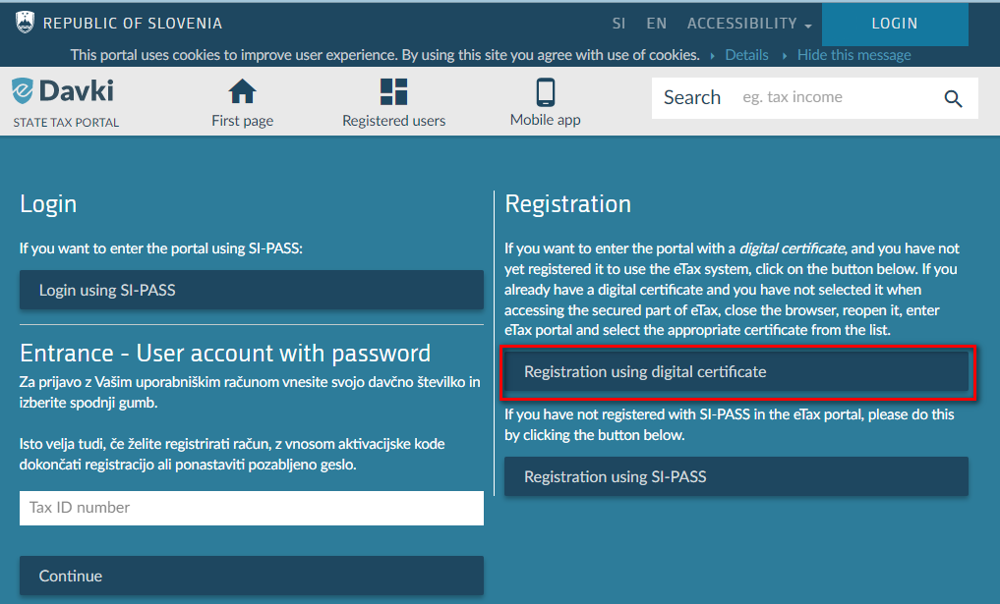 REPUBLIC OF SLOVENIA
SI EN ACCESSIBILITY LOGIN
This portal uses cookies to improve user experience. By using this site you agree with use of cookies. Details Hide this message
eDavki
STATE TAX PORTAL
First page
Registered users
Mobile app
Search eg. tax income
Login
If you want to enter the portal using SI-PASS:
Login using SI-PASS
Entrance - User account with password
Za prijavo z Vašim uporabniškim računom vnesite svojo davčno številko in
izberite spodnji gumb.
Isto velja tudi, če želite registrirati račun, z vnosom aktivacijske kode
dokončati registracijo ali ponastaviti pozabljeno geslo.
Tax ID number
Continue
Registration
If you want to enter the portal with a digital certificate, and you have not
yet registered it to use the eTax system, click on the button below. If you
already have a digital certificate and you have not selected it when
accessing the secured part of eTax, close the browser, reopen it, enter
eTax portal and select the appropriate certificate from the list.
Registration using digital certificate
If you have not registered with SI-PASS in the eTax portal, please do this
by clicking the button below.
Registration using SI-PASS